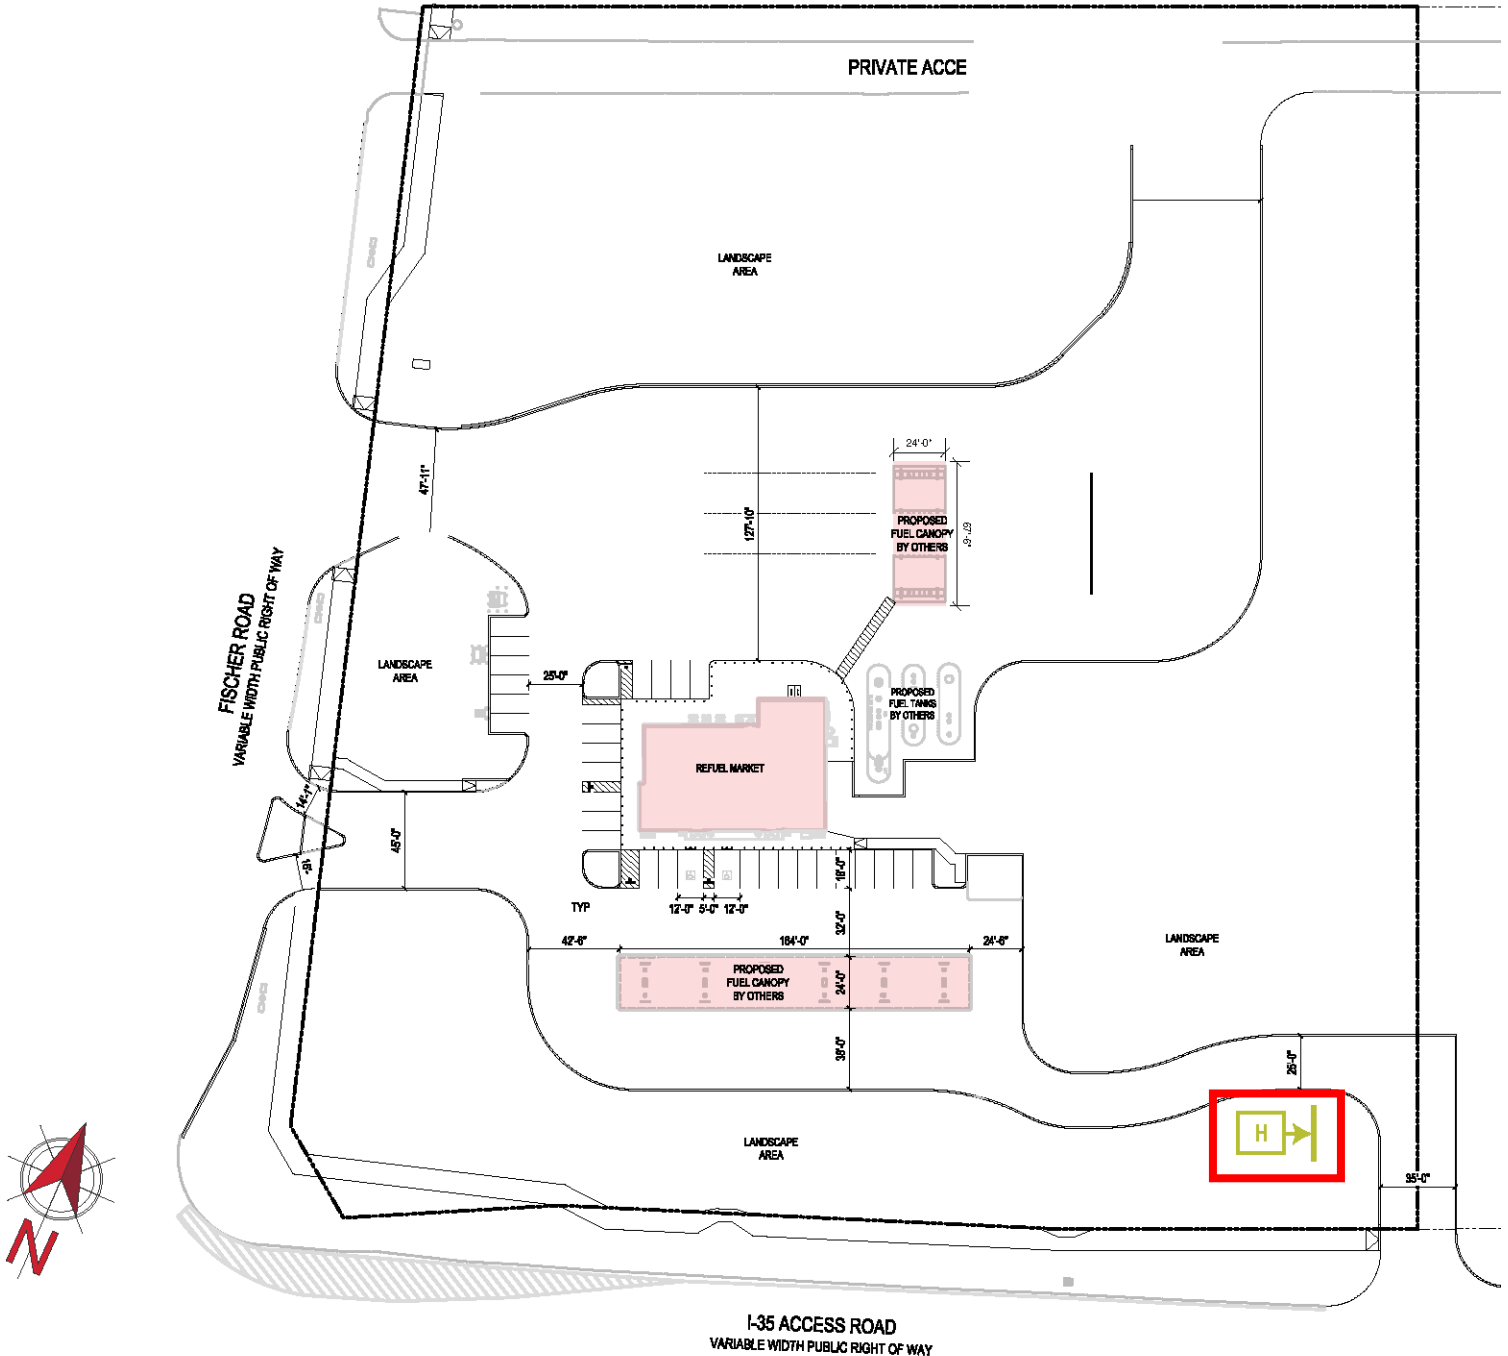 PRIVATE ACCE
LANDSCAPE
AREA
24'-0"
47'-11"
127'-10"
PROPOSED
FUEL CANOPY
BY OTHERS
67'-6"
FISCHER ROAD
VARIABLE WIDTH PUBLIC RIGHT OF WAY
LANDSCAPE
AREA
25'-0"
PROPOSED
FUEL TANKS
BY OTHERS
REFUEL MARKET
14'-1"
45'-0"
18'-0"
TYP
12'-0"
5'-0"
12'-0"
32'-0"
42'-6"
164'-0"
24'-6"
LANDSCAPE
AREA
PROPOSED
FUEL CANOPY
BY OTHERS
24'-0"
38'-0"
25'-0"
H
LANDSCAPE
AREA
35'-0"
N
I-35 ACCESS ROAD
VARIABLE WIDTH PUBLIC RIGHT OF WAY